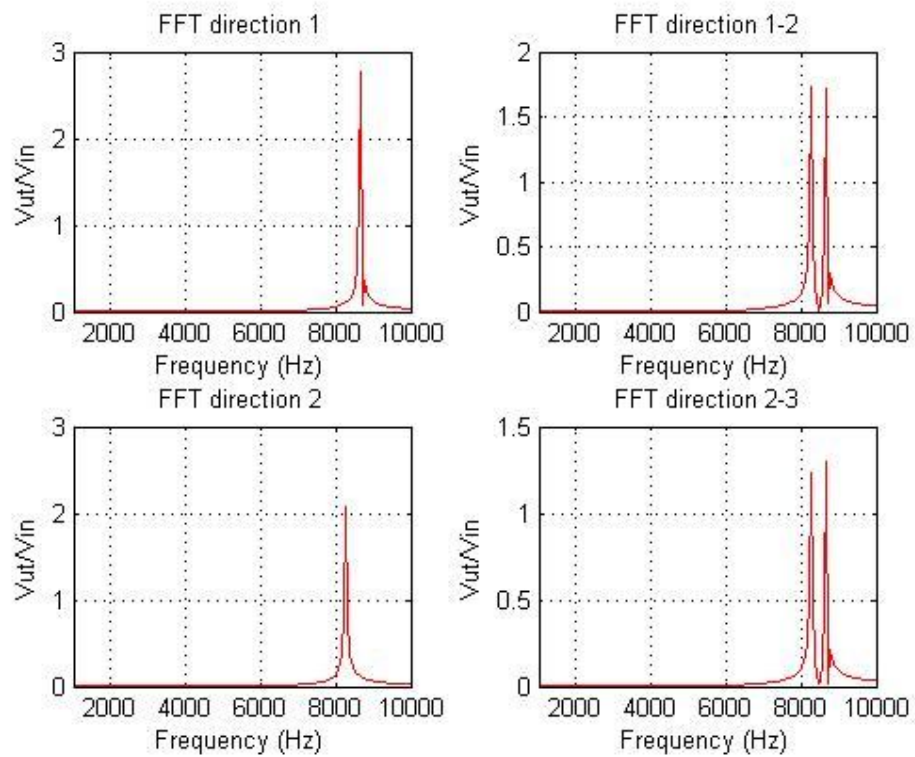 FFT direction 1
3
2
1
0
Vut/Vin
2000 4000 6000 8000 10000
Frequency (Hz)
FFT direction 1-2
2
1.5
1
0.5
0
Vut/Vin
2000 4000 6000 8000 10000
Frequency (Hz)
FFT direction 2
3
2
1
0
Vut/Vin
2000 4000 6000 8000 10000
Frequency (Hz)
FFT direction 2-3
1.5
1
0.5
0
Vut/Vin
2000 4000 6000 8000 10000
Frequency (Hz)